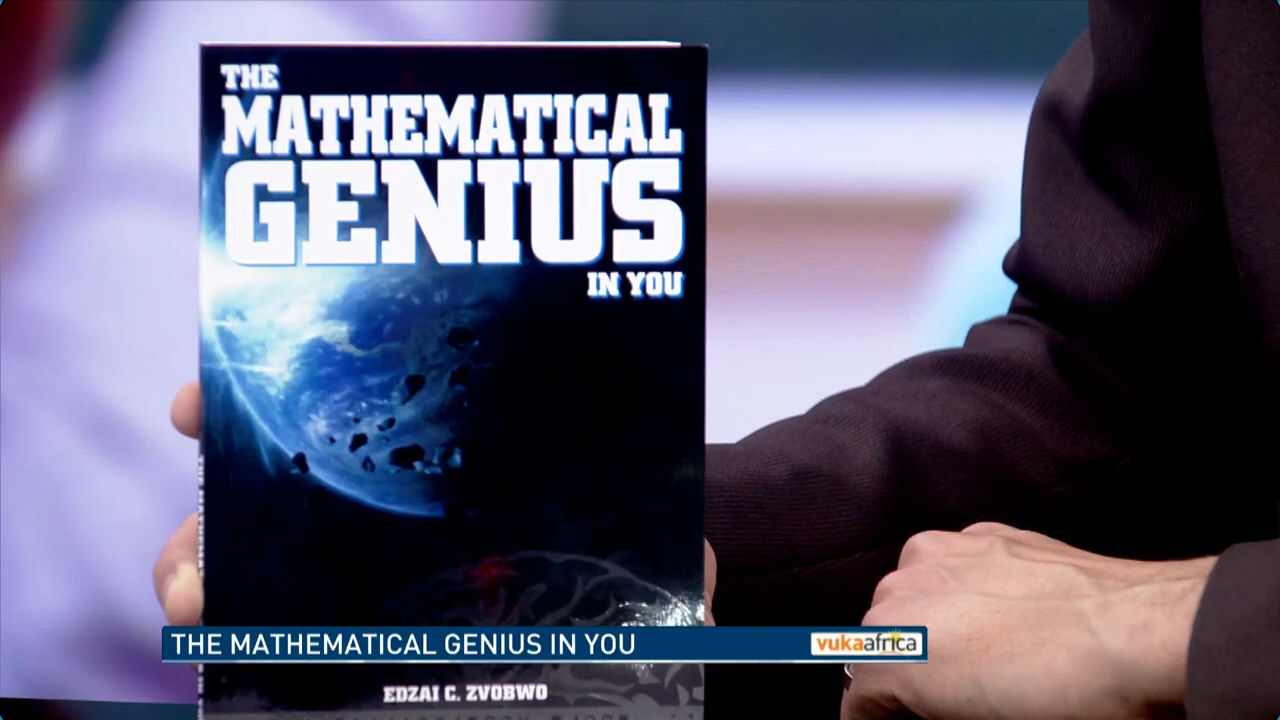 THE
MATHEMATICAL
GENIUS
IN YOU
THE MATHEMATICAL GENIUS IN YOU
vukaafrica
EDZAI C. ZVOBWO